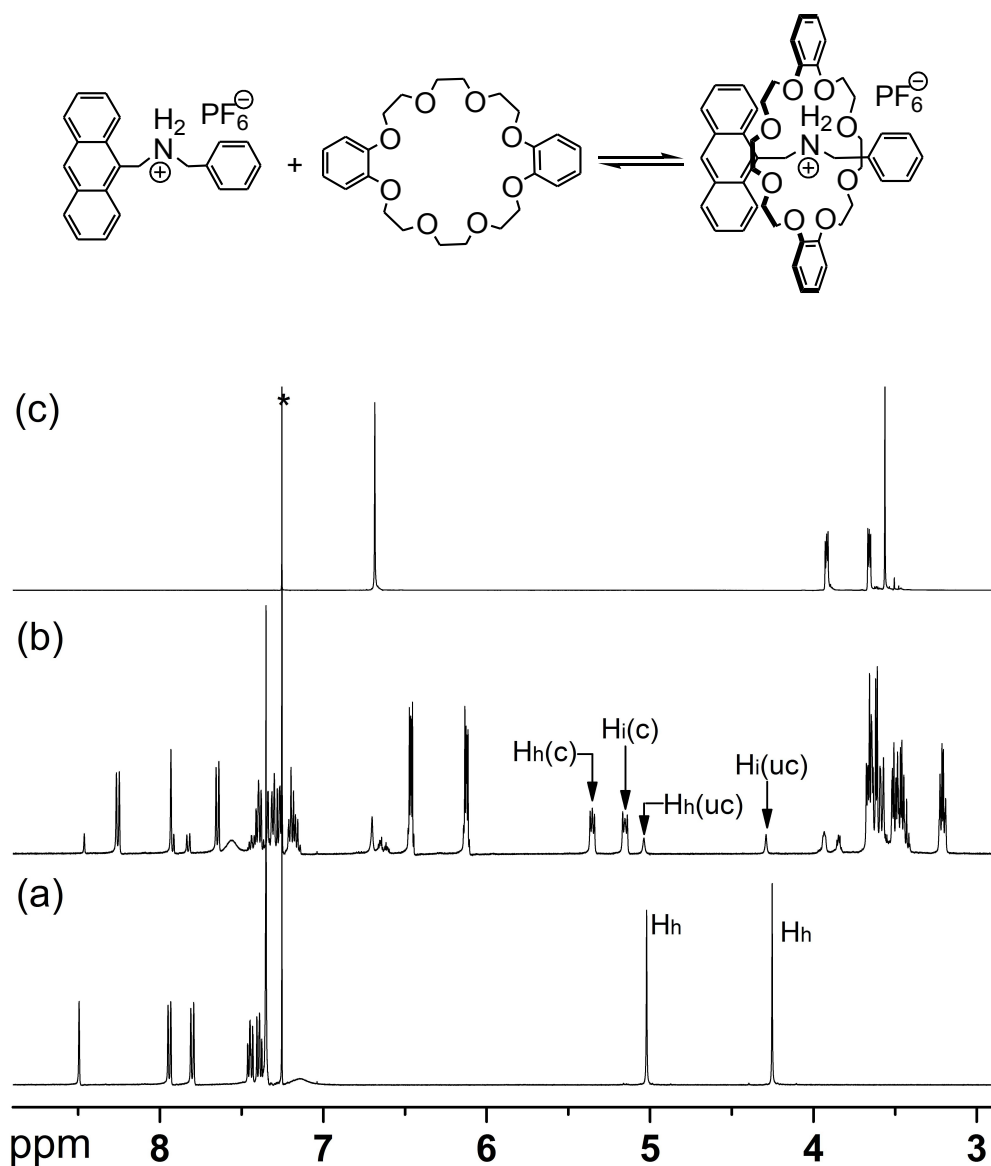 H2 PF6⊖
N
⊕
+
O O O O O O O O
H2 PF6⊖
N
⊕
O O O O O O O O
(c)
*
(b)
Hh(c)
Hi(c)
Hh(uc)
Hi(uc)
(a)
Hh
Hh
ppm 8 7 6 5 4 3